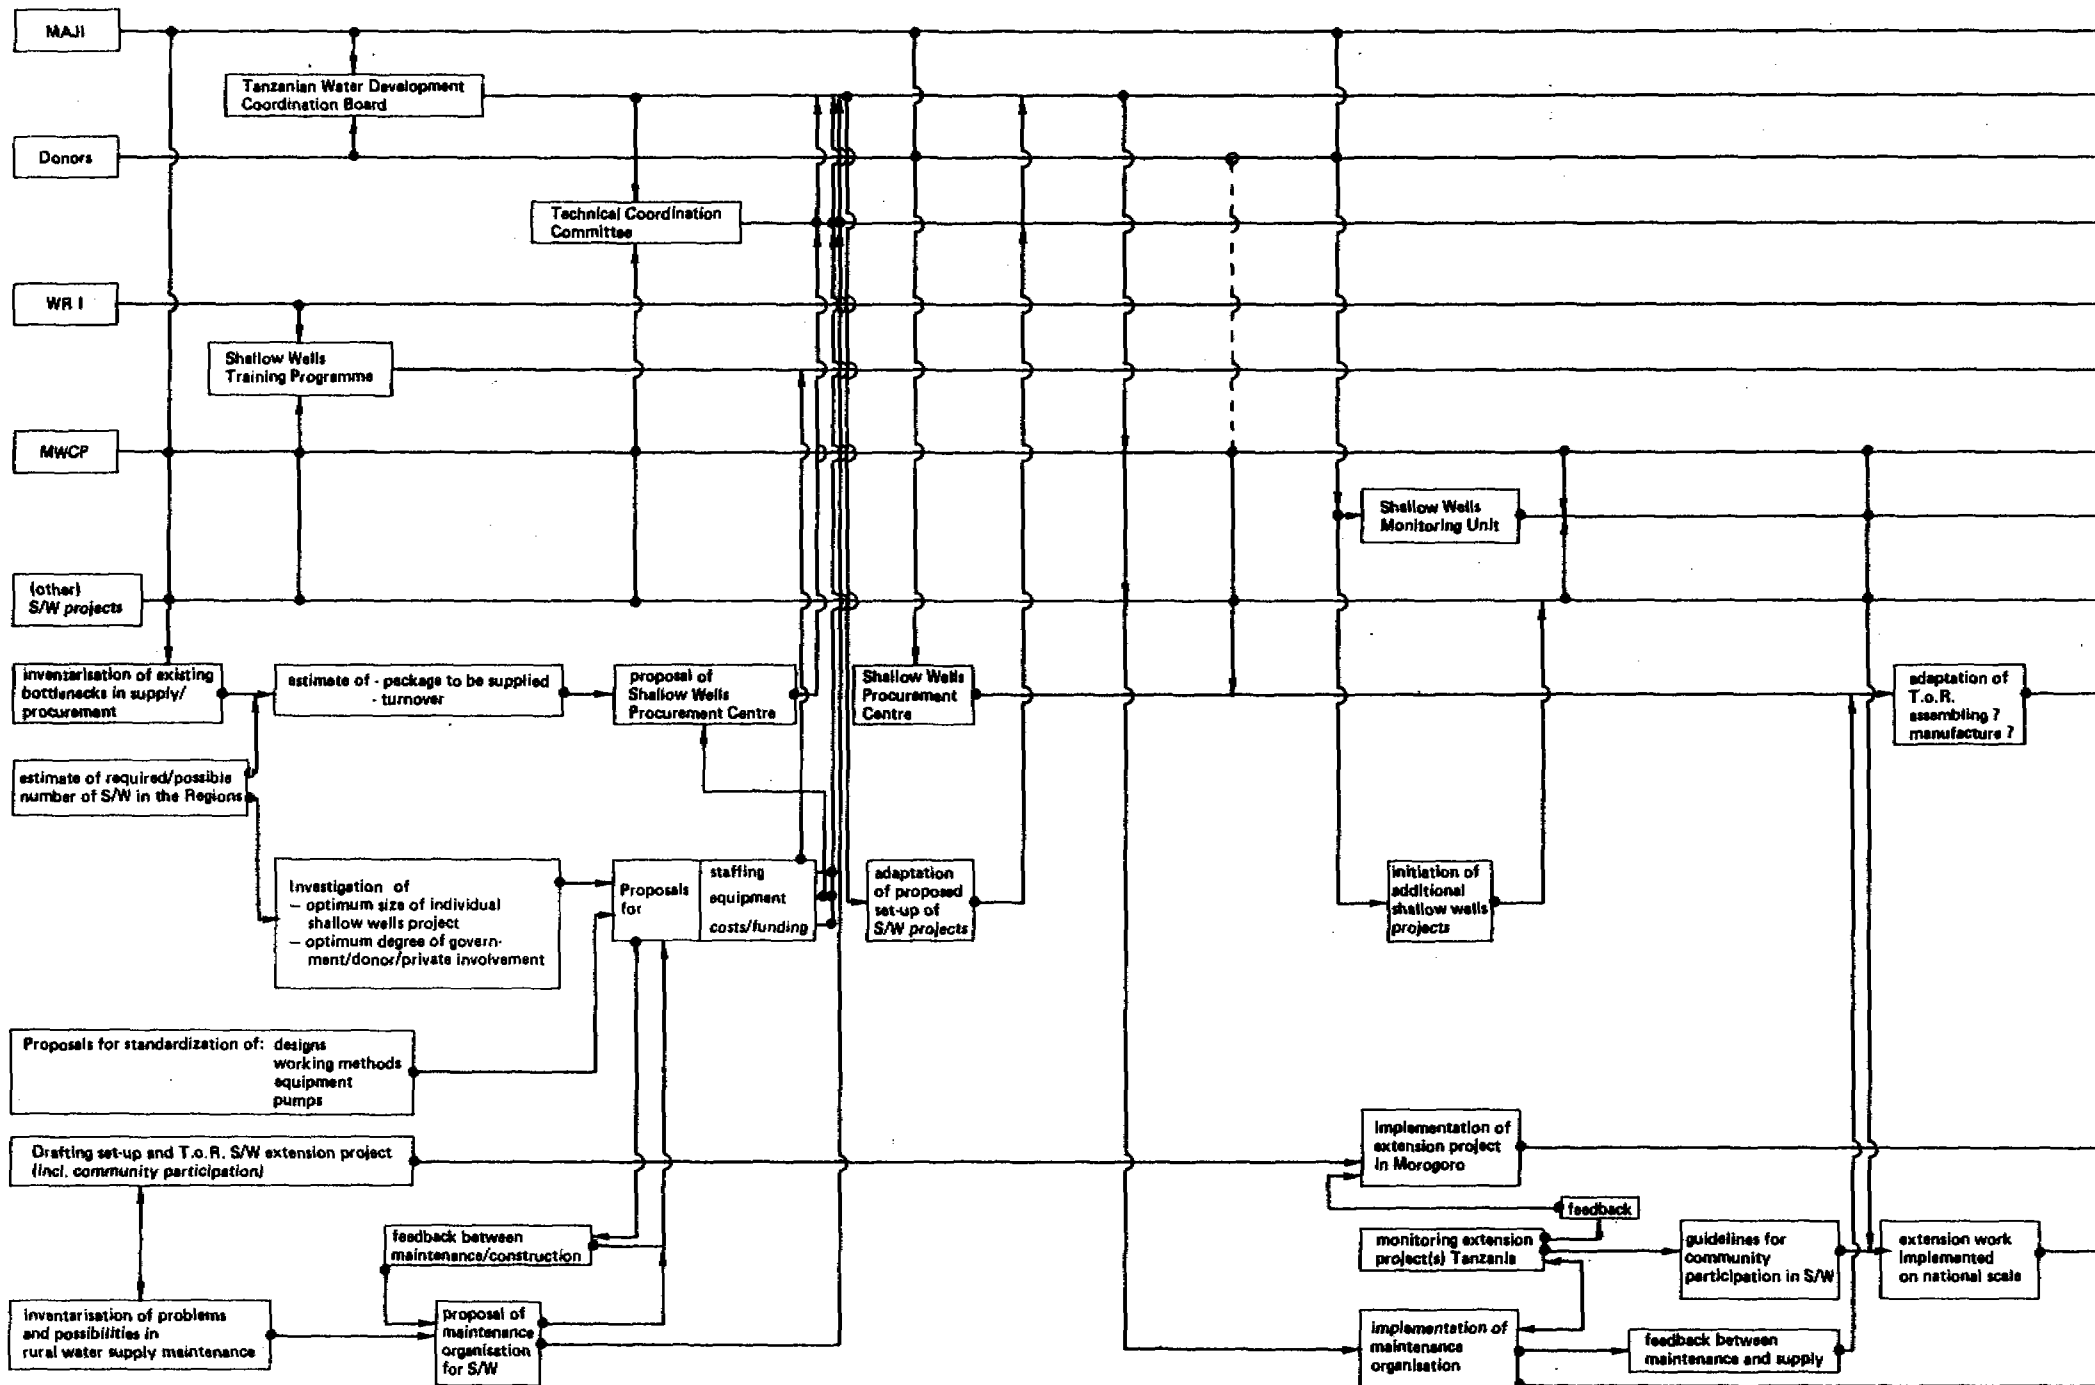 MAJI
Tanzanian Water Development
Coordination Board
Donors
Technical Coordination
Committee
WR I
Shallow Wells
Training Programme
MWCP
Shallow Wells
Monitoring Unit
(other)
S/W projects
inventarisation of existing
bottlenecks in supply/
procurement
estimate of - package to be supplied
- turnover
proposal of
Shallow Wells
Procurement Centre
Shallow Wells
Procurement
Centre
adaptation of
T.o.R.
assembling ?
manufacture ?
estimate of required/possible
number of S/W in the Regions
Investigation of
– optimum size of individual
shallow wells project
– optimum degree of govern-
ment/donor/private involvement
Proposals
for
staffing
equipment
costs/funding
adaptation
of proposed
set-up of
S/W projects
initiation of
additional
shallow wells
projects
Proposals for standardization of: designs
working methods
equipment
pumps
Drafting set-up and T.o.R. S/W extension project
(incl. community participation)
implementation of
extension project
in Morogoro
feedback
feedback between
maintenance/construction
monitoring extension
project(s) Tanzania
guidelines for
community
participation in S/W
extension work
implemented
on national scale
inventarisation of problems
and possibilities in
rural water supply maintenance
proposal of
maintenance
organisation
for S/W
implementation of
maintenance
organisation
feedback between
maintenance and supply